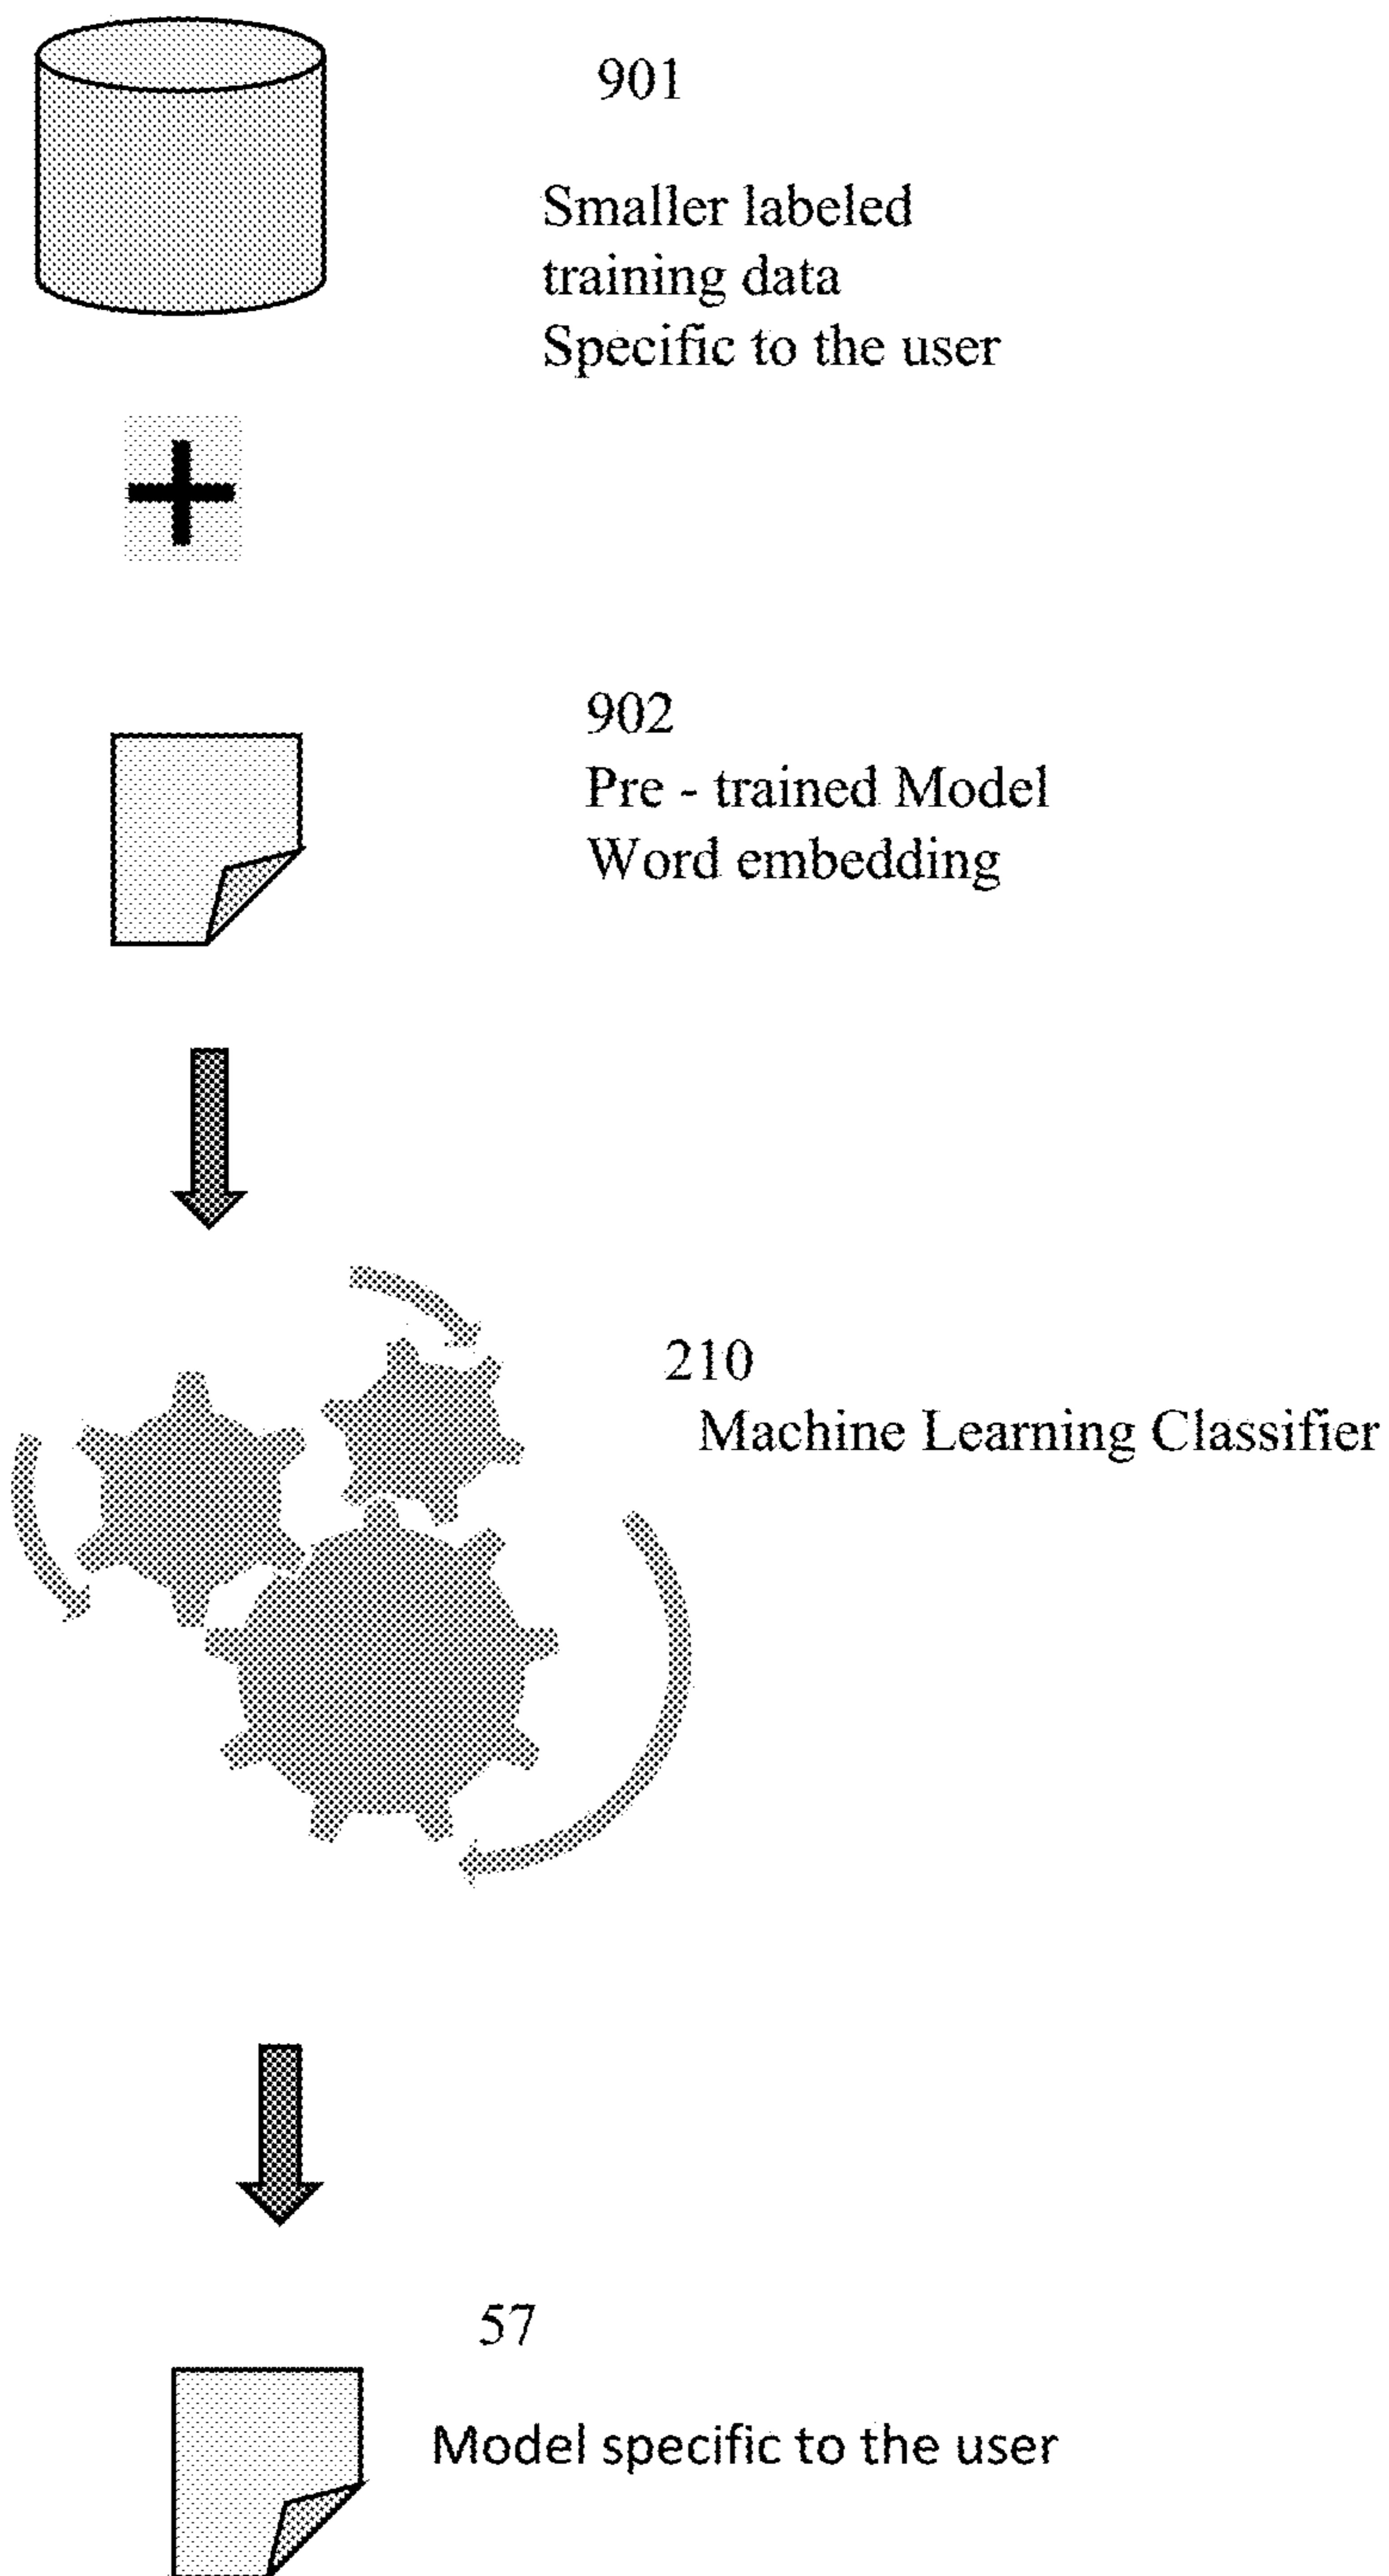 901
Smaller labeled
training data
Specific to the user
902
Pre - trained Model
Word embedding
210
Machine Learning Classifier
57
Model specific to the user